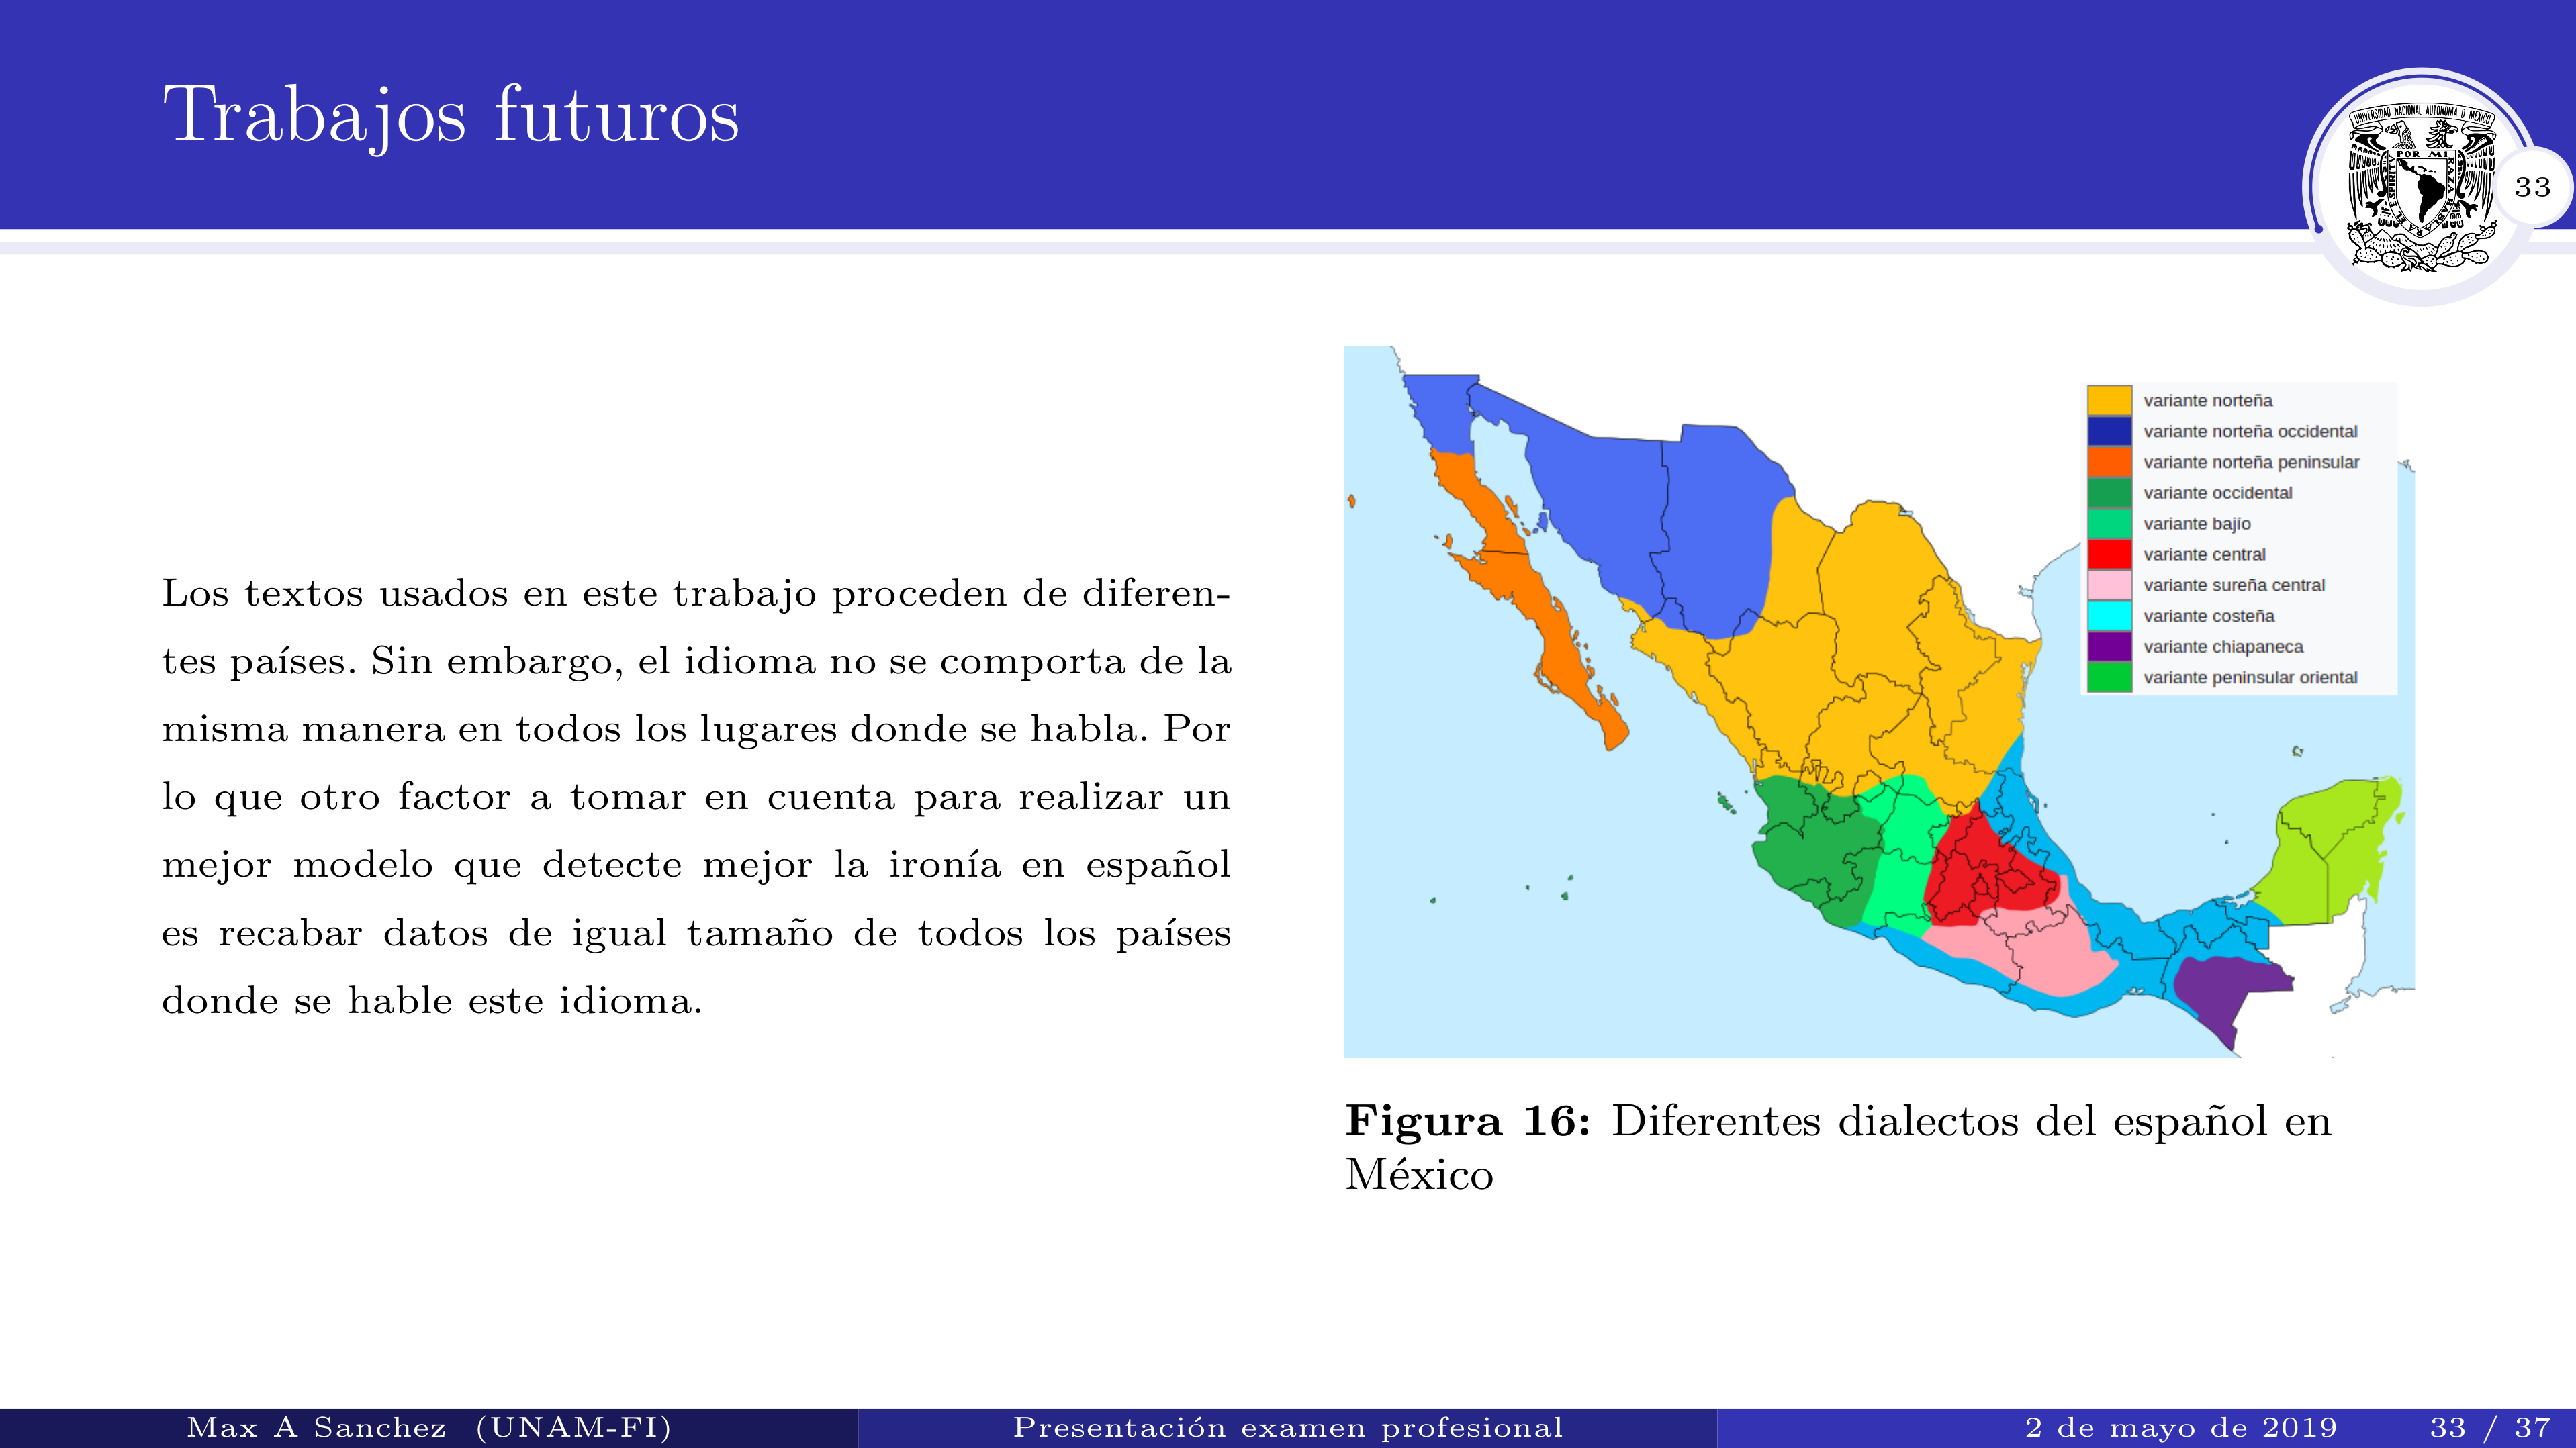 Trabajos futuros
UNIVERSIDAD NACIONAL AUTONOMA D MEXICO
POR MI RAZA HABLARA EL ESPIRITV
33
Los textos usados en este trabajo proceden de diferen-
tes países. Sin embargo, el idioma no se comporta de la
misma manera en todos los lugares donde se habla. Por
lo que otro factor a tomar en cuenta para realizar un
mejor modelo que detecte mejor la ironía en español
es recabar datos de igual tamaño de todos los países
donde se hable este idioma.
variante norteña
variante norteña occidental
variante norteña peninsular
variante occidental
variante bajío
variante central
variante sureña central
variante costeña
variante chiapaneca
variante peninsular oriental
Figura 16: Diferentes dialectos del español en
México
Max A Sanchez (UNAM-FI)
Presentación examen profesional
2 de mayo de 2019
33 / 37